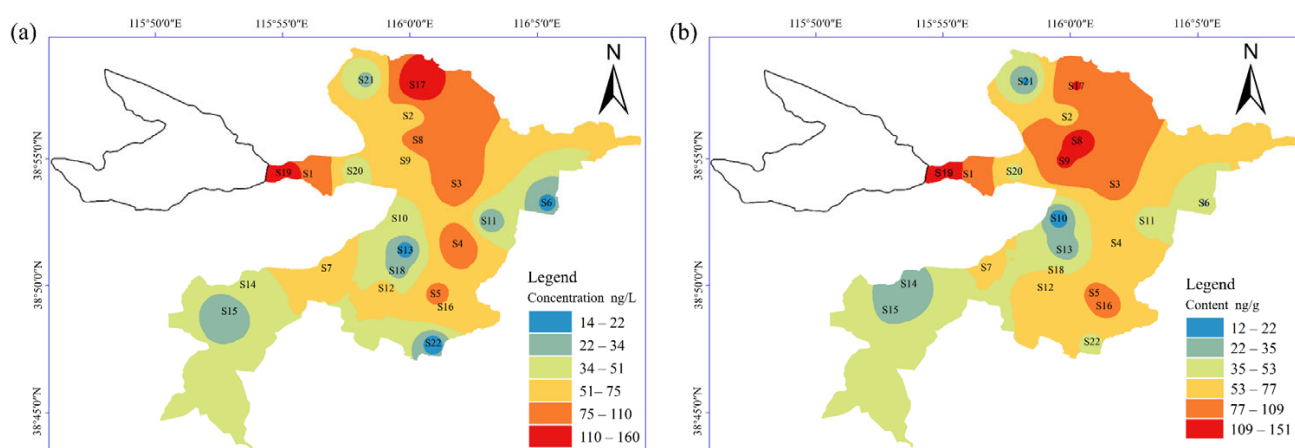 115°50'0"E 115°55'0"E 116°0'0"E 116°5'0"E
(a)
N
S21
S17
S2
S8
S9
S19 S1
S20
S3
S6
S10
S11
S13
S4
S18
S7
S12
S14
S5
S16
S15
S22
38°55'0"N
38°50'0"N
38°45'0"N
Legend
Concentration ng/L
14 – 22
22 – 34
34 – 51
51 – 75
75 – 110
110 – 160
115°50'0"E 115°55'0"E 116°0'0"E 116°5'0"E
(b)
N
S21
S17
S2
S8
S9
S19 S1
S20
S3
S6
S10
S11
S13
S4
S18
S7
S12
S14
S5
S16
S15
S22
38°55'0"N
38°50'0"N
38°45'0"N
Legend
Content ng/g
12 – 22
22 – 35
35 – 53
53 – 77
77 – 109
109 – 151